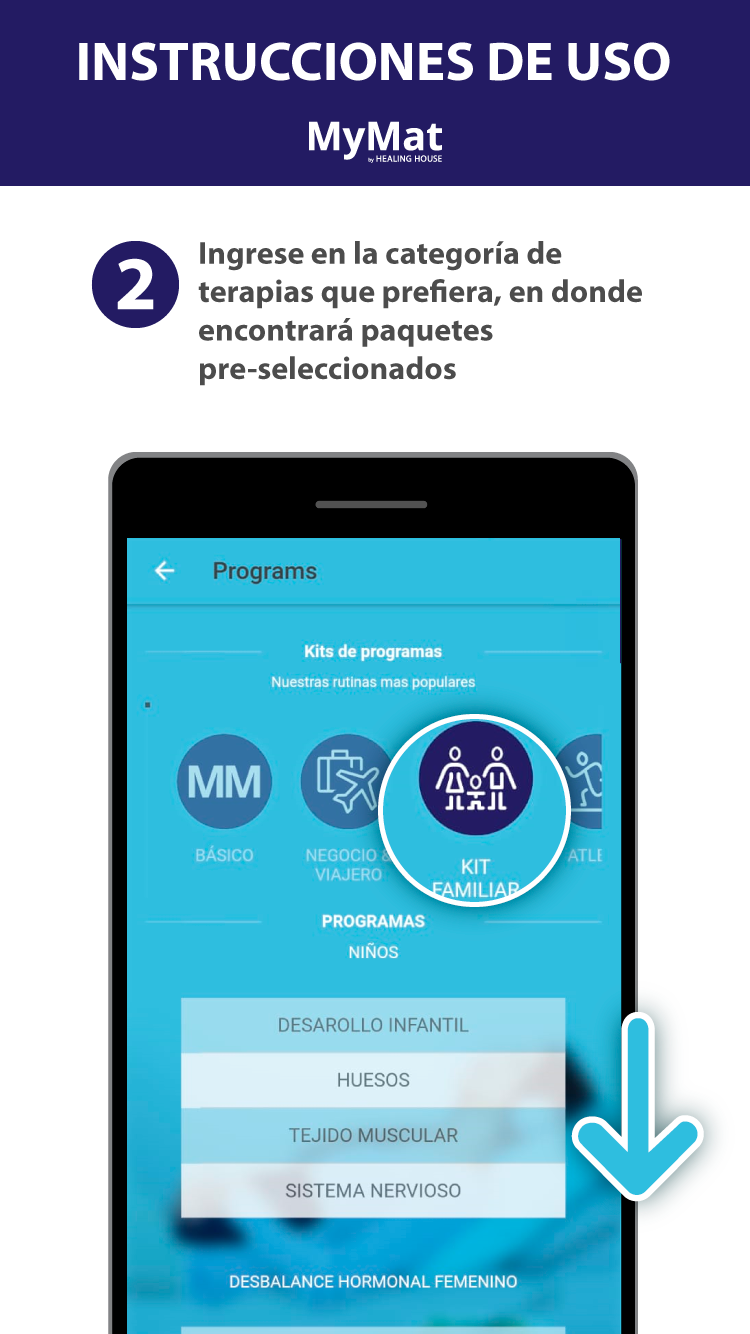 INSTRUCCIONES DE USO
MyMat
by HEALING HOUSE
2
Ingrese en la categoría de
terapias que prefiera, en donde
encontrará paquetes
pre-seleccionados
Programs
Kits de programas
Nuestras rutinas mas populares
MM
BÁSICO
NEGOCIO &
VIAJERO
KIT
FAMILIAR
ATLE
PROGRAMAS
NIÑOS
DESAROLLO INFANTIL
HUESOS
TEJIDO MUSCULAR
SISTEMA NERVIOSO
DESBALANCE HORMONAL FEMENINO